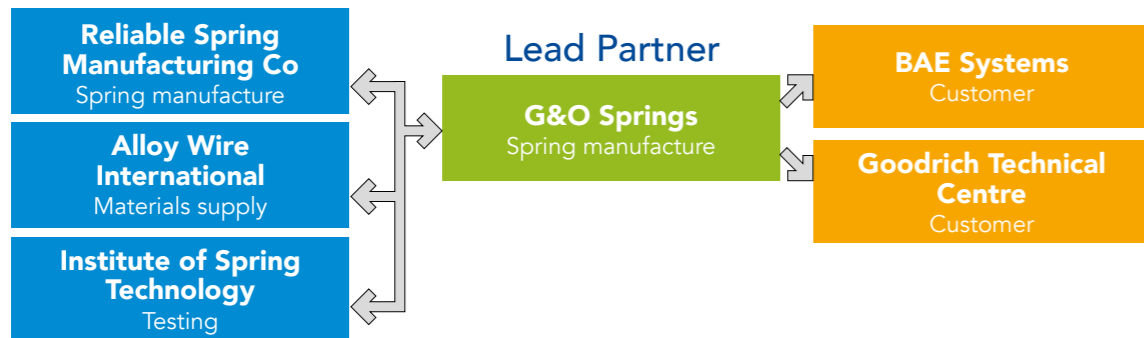 Reliable Spring
Manufacturing Co
Spring manufacture
Alloy Wire
International
Materials supply
Institute of Spring
Technology
Testing
Lead Partner
G&O Springs
Spring manufacture
BAE Systems
Customer
Goodrich Technical
Centre
Customer